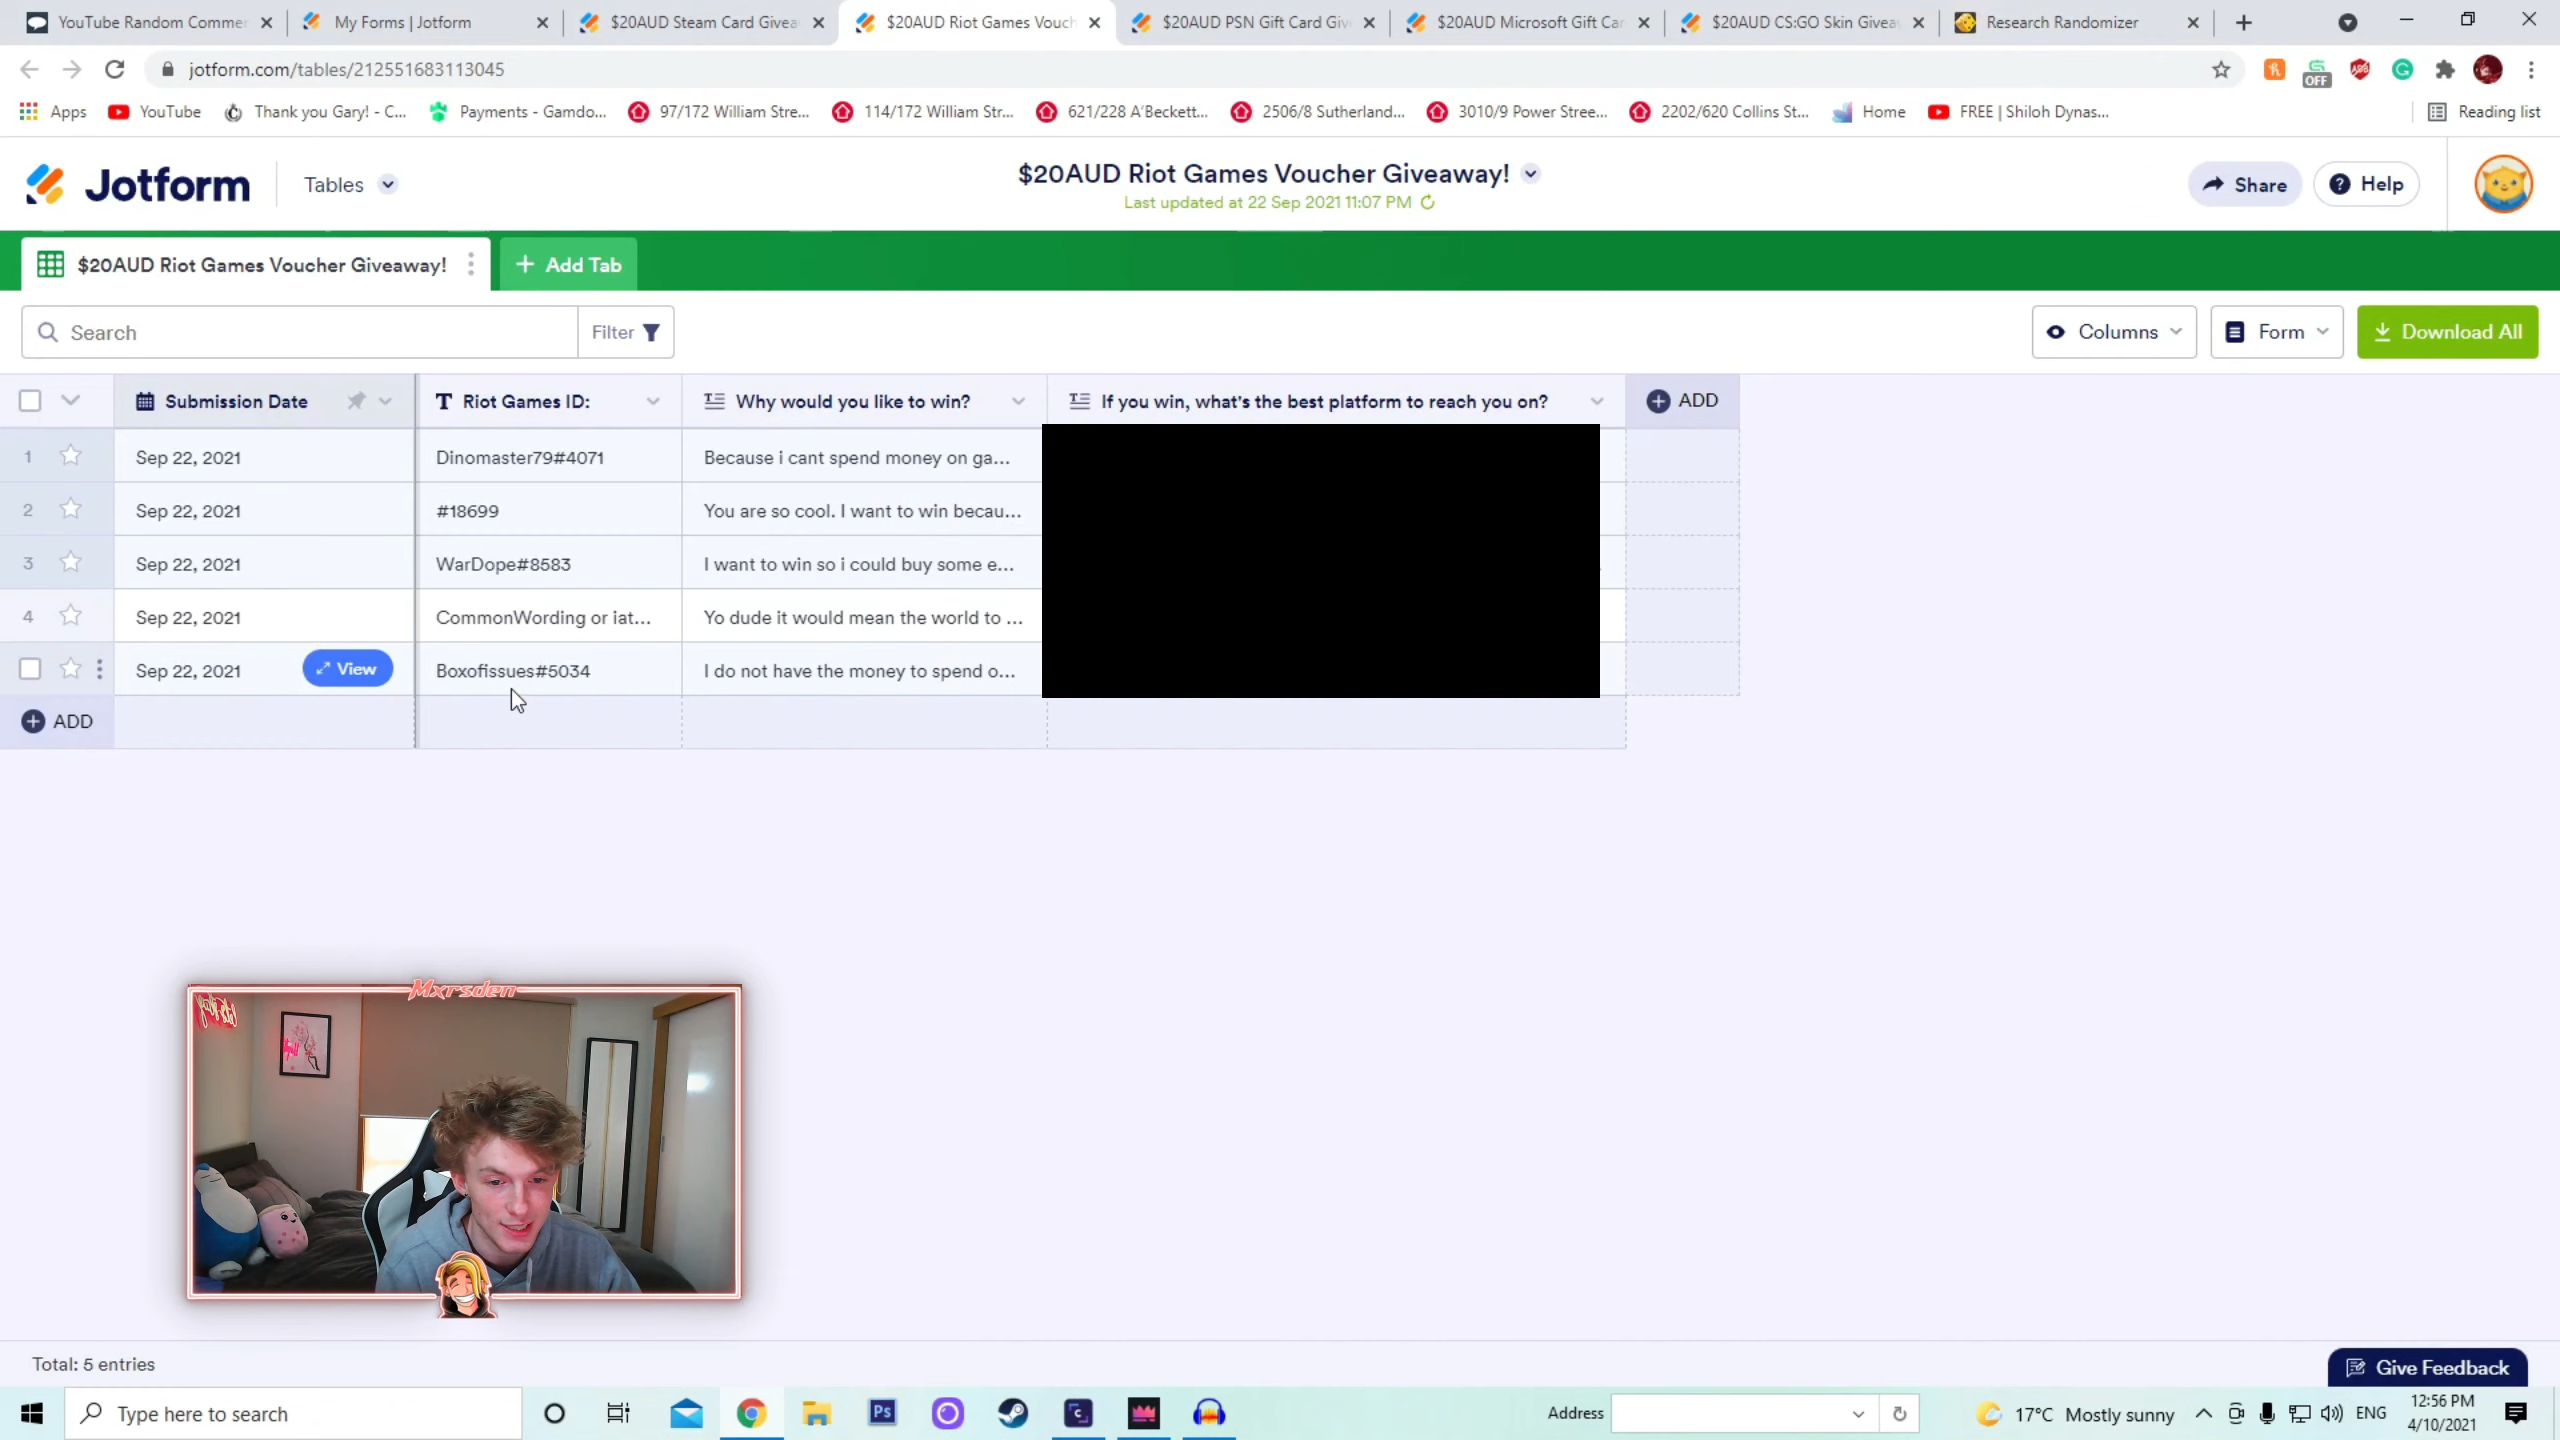 YouTube Random Commen
My Forms | Jotform
$20AUD Steam Card Givea
$20AUD Riot Games Vouch
$20AUD PSN Gift Card Giv
$20AUD Microsoft Gift Car
$20AUD CS:GO Skin Givea
Research Randomizer
jotform.com/tables/212551683113045
OFF
Apps
YouTube
Thank you Gary! - C...
Payments - Gamdo...
97/172 William Stre...
114/172 William Str...
621/228 A'Beckett...
2506/8 Sutherland...
3010/9 Power Stree...
2202/620 Collins St...
Home
FREE | Shiloh Dynas...
Reading list
Jotform
Tables
$20AUD Riot Games Voucher Giveaway!
Last updated at 22 Sep 2021 11:07 PM
Share
Help
$20AUD Riot Games Voucher Giveaway!
+ Add Tab
Search
Filter
Columns
Form
Download All
Submission Date
Riot Games ID:
Why would you like to win?
If you win, what's the best platform to reach you on?
ADD
1 Sep 22, 2021 Dinomaster79#4071 Because i cant spend money on ga...
2 Sep 22, 2021 #18699 You are so cool. I want to win becau...
3 Sep 22, 2021 WarDope#8583 I want to win so i could buy some e...
4 Sep 22, 2021 CommonWording or iat... Yo dude it would mean the world to ...
Sep 22, 2021 View Boxofissues#5034 I do not have the money to spend o...
ADD
Mxrsden
Total: 5 entries
Give Feedback
Type here to search
Ps
Address
17°C Mostly sunny
ENG
12:56 PM
4/10/2021